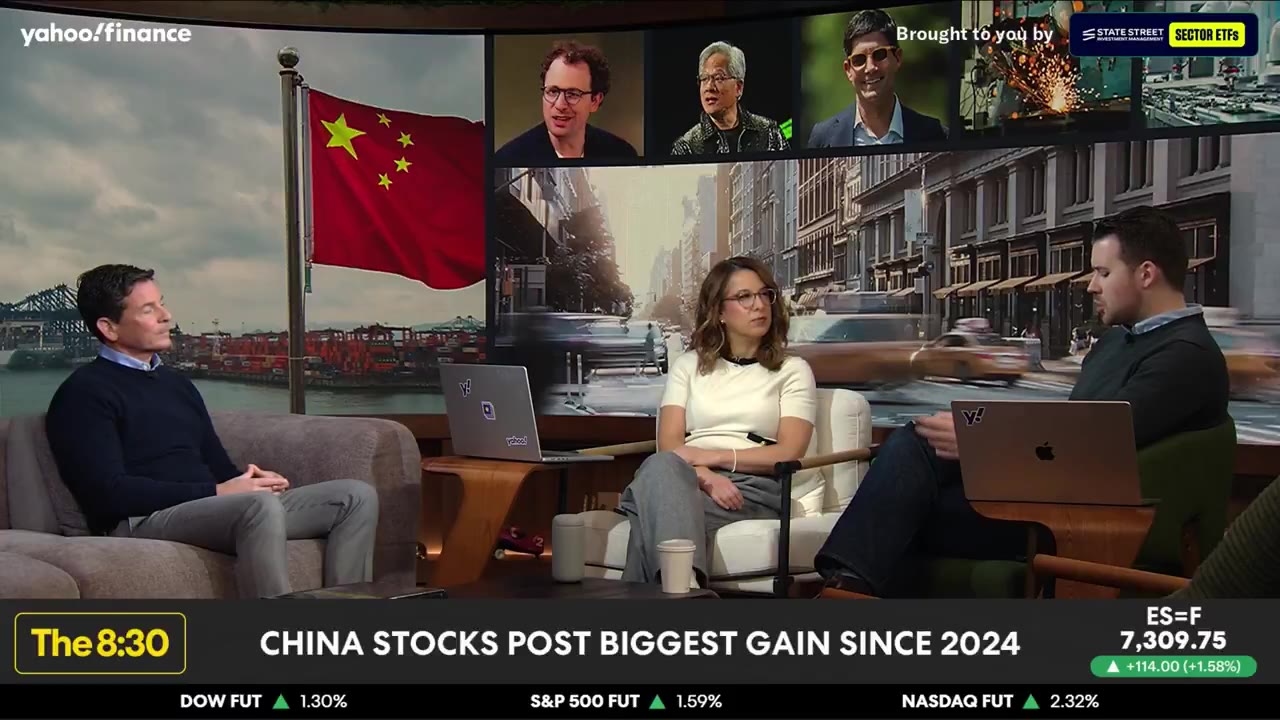 yahoo!finance
Brought to you by
STATE STREET
INVESTMENT MANAGEMENT
SECTOR ETFs
y!
yahoo!
y!
The 8:30
CHINA STOCKS POST BIGGEST GAIN SINCE 2024
ES=F
7,309.75
▲ +114.00 (+1.58%)
DOW FUT ▲ 1.30%
S&P 500 FUT ▲ 1.59%
NASDAQ FUT ▲ 2.32%